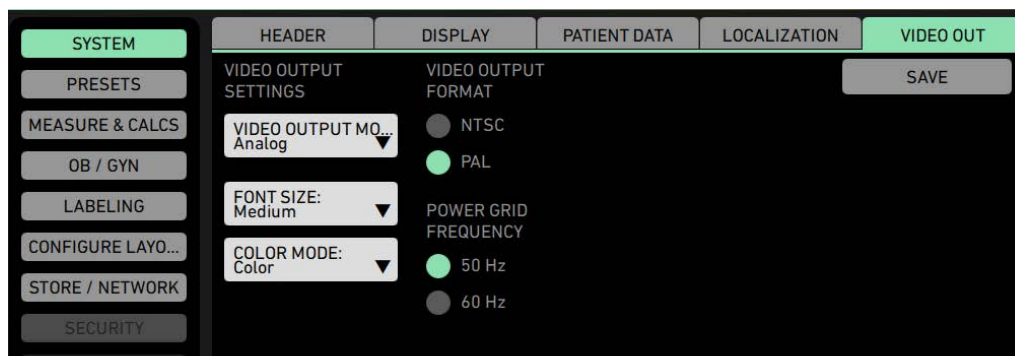 SYSTEM
PRESETS
MEASURE & CALCS
OB / GYN
LABELING
CONFIGURE LAYO...
STORE / NETWORK
SECURITY
HEADER
DISPLAY
PATIENT DATA
LOCALIZATION
VIDEO OUT
SAVE
VIDEO OUTPUT
SETTINGS
VIDEO OUTPUT MO...
Analog
FONT SIZE:
Medium
COLOR MODE:
Color
VIDEO OUTPUT
FORMAT
NTSC
PAL
POWER GRID
FREQUENCY
50 Hz
60 Hz